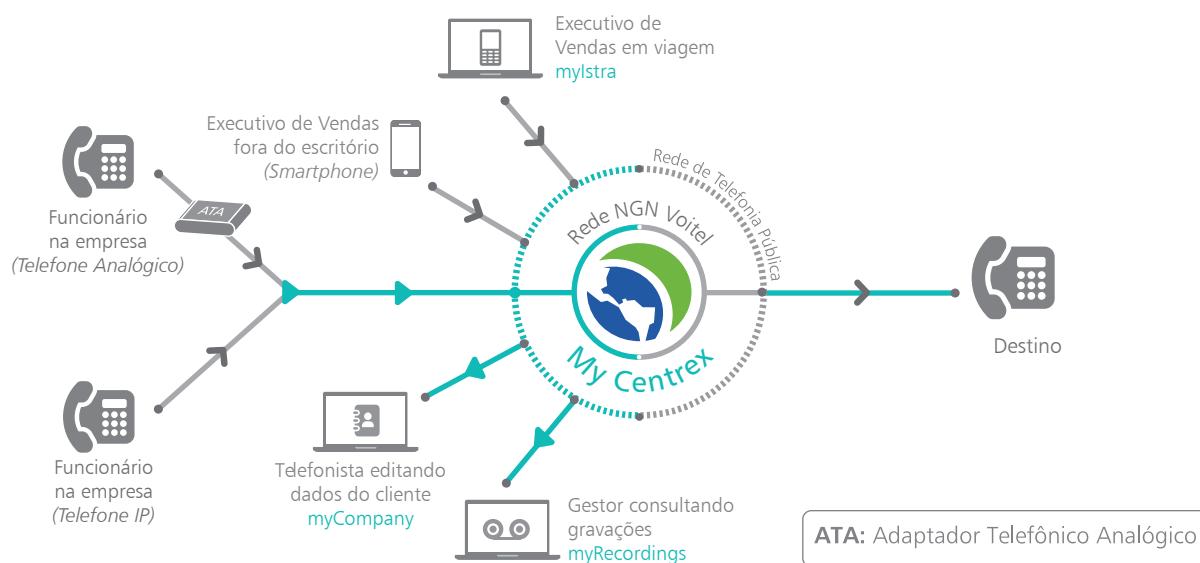 Executivo de
Vendas em viagem
myIstra
Executivo de Vendas
fora do escritório
(Smartphone)
Funcionário
na empresa
(Telefone Analógico)
ATA
Rede de Telefonia Pública
Rede NGN Voitel
My Centrex
Destino
Funcionário
na empresa
(Telefone IP)
Telefonista editando
dados do cliente
myCompany
Gestor consultando
gravações
myRecordings
ATA: Adaptador Telefônico Analógico